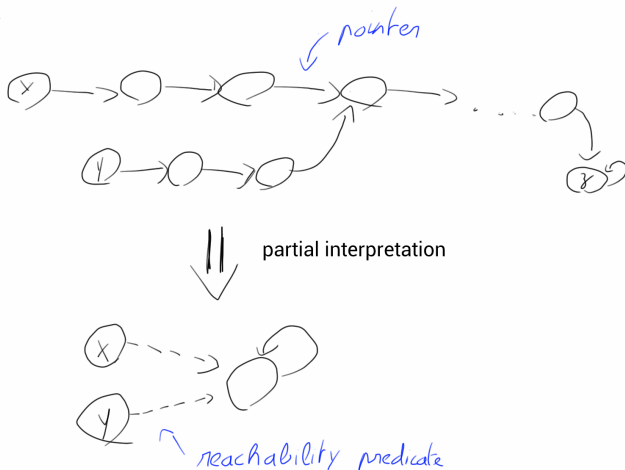 pointer
x
y
z
partial interpretation
x
y
reachability predicate